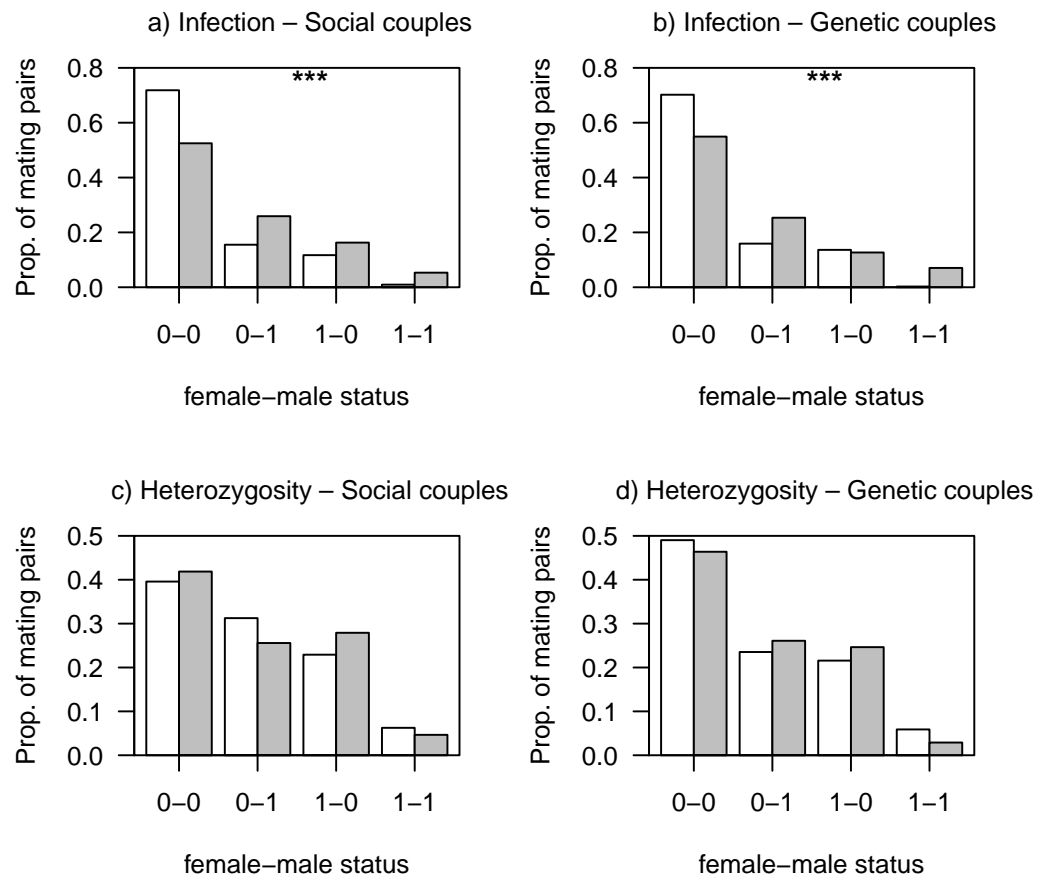 a) Infection – Social couples
***
Prop. of mating pairs
0.8
0.6
0.4
0.2
0.0
0–0 0–1 1–0 1–1
female–male status
b) Infection – Genetic couples
***
Prop. of mating pairs
0.8
0.6
0.4
0.2
0.0
0–0 0–1 1–0 1–1
female–male status
c) Heterozygosity – Social couples
Prop. of mating pairs
0.5
0.4
0.3
0.2
0.1
0.0
0–0 0–1 1–0 1–1
female–male status
d) Heterozygosity – Genetic couples
Prop. of mating pairs
0.5
0.4
0.3
0.2
0.1
0.0
0–0 0–1 1–0 1–1
female–male status